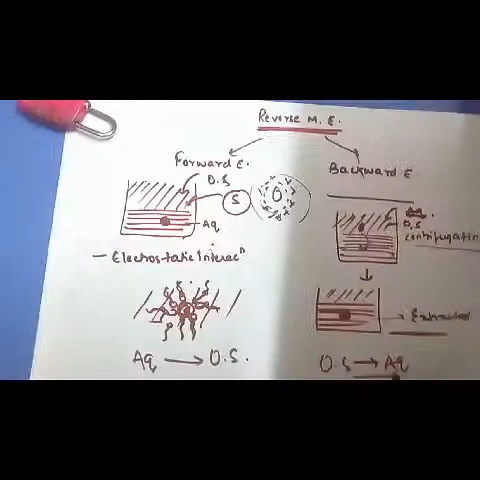 Reverse M. E.
Forward E.
Backward E.
O.S
S
O
Aq
O.S
Centrifugation
- Electrostatic Interacⁿ
Extracted
Aq → O.S.
O.S → Aq